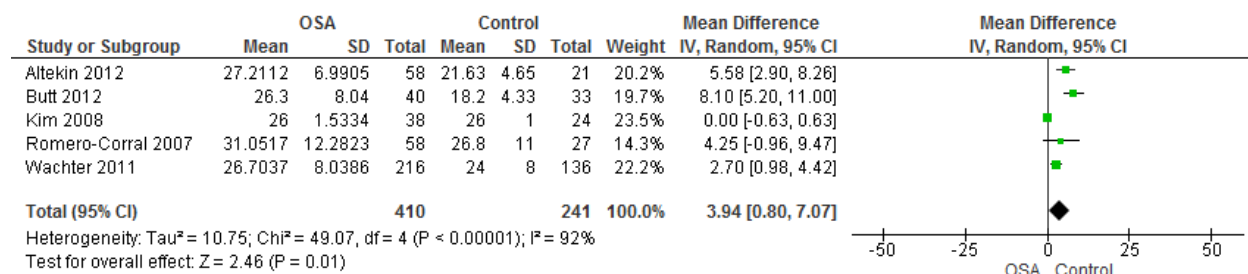 OSA Control Mean Difference Mean Difference
Study or Subgroup Mean SD Total Mean SD Total Weight IV, Random, 95% CI IV, Random, 95% CI
Altekin 2012 27.2112 6.9905 58 21.63 4.65 21 20.2% 5.58 [2.90, 8.26]
Butt 2012 26.3 8.04 40 18.2 4.33 33 19.7% 8.10 [5.20, 11.00]
Kim 2008 26 1.5334 38 26 1 24 23.5% 0.00 [-0.63, 0.63]
Romero-Corral 2007 31.0517 12.2823 58 26.8 11 27 14.3% 4.25 [-0.96, 9.47]
Wachter 2011 26.7037 8.0386 216 24 8 136 22.2% 2.70 [0.98, 4.42]
Total (95% CI) 410 241 100.0% 3.94 [0.80, 7.07]
Heterogeneity: Tau² = 10.75; Chi² = 49.07, df = 4 (P < 0.00001); I² = 92%
Test for overall effect: Z = 2.46 (P = 0.01)
-50 -25 0 25 50
OSA Control